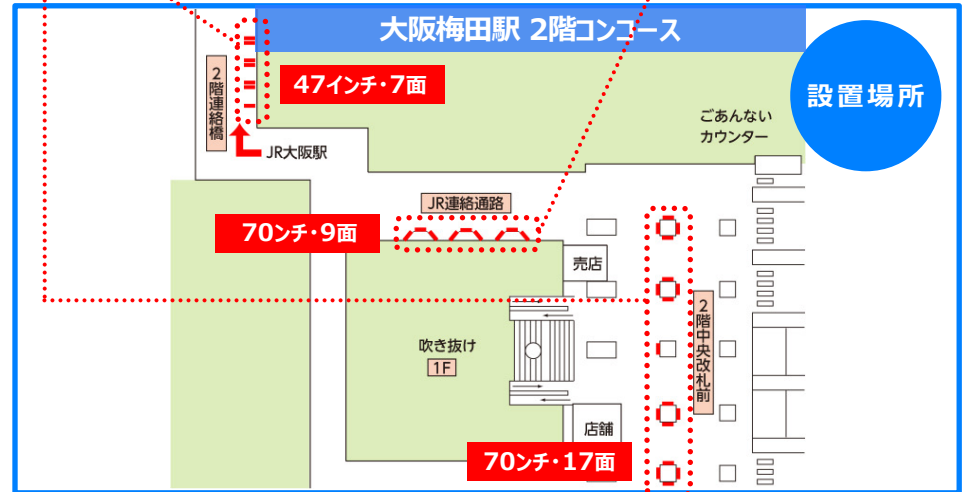 大阪梅田駅 2階コンコース
設置場所
47インチ・7面
2階連絡橋
JR大阪駅
ごあんない
カウンター
JR連絡通路
70ンチ・9面
売店
2階中央改札前
吹き抜け
1F
店舗
70ンチ・17面